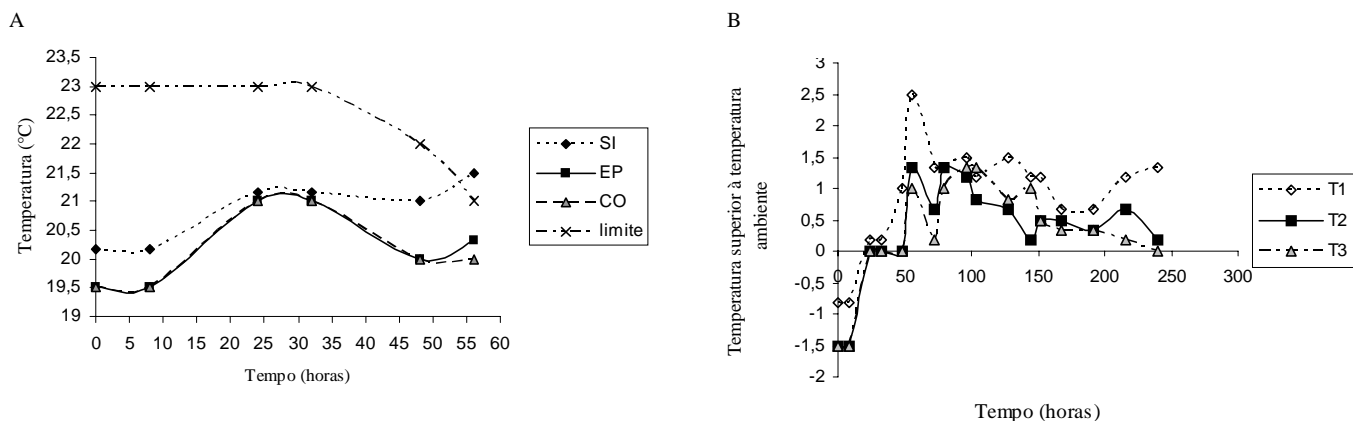 A
23,5
23
22,5
22
21,5
21
20,5
20
19,5
19
0 5 10 15 20 25 30 35 40 45 50 55 60
Temperatura (°C)
Tempo (horas)
SI
EP
CO
limite
B
3
2,5
2
1,5
1
0,5
0
-0,5
-1
-1,5
-2
0 50 100 150 200 250 300
Temperatura superior à temperatura
ambiente
Tempo (horas)
T1
T2
T3